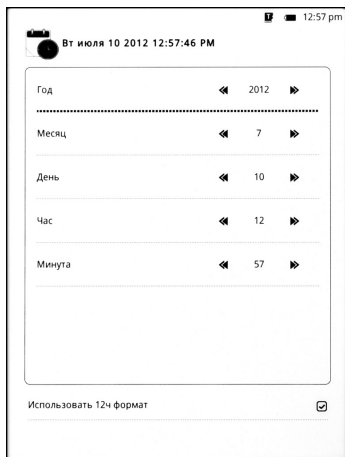 12:57 pm
Вт июля 10 2012 12:57:46 PM
Год 2012
Месяц 7
День 10
Час 12
Минута 57
Использовать 12ч формат